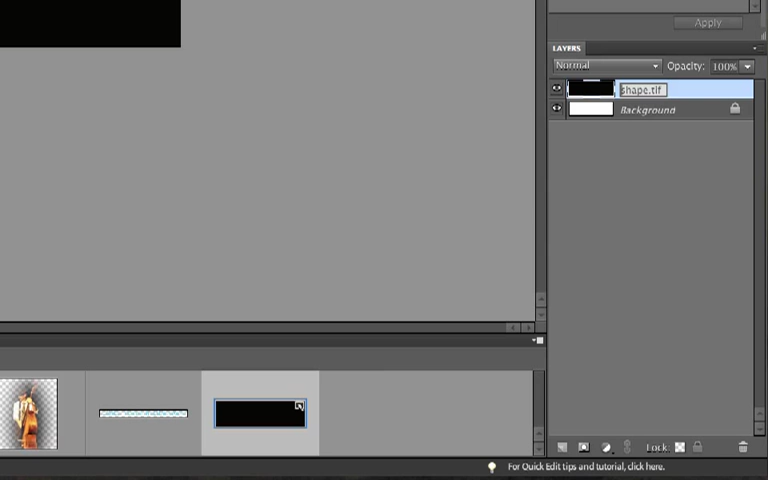 Apply
LAYERS
Normal Opacity: 100%
shape.tif
Background
Lock:
For Quick Edit tips and tutorial, click here.